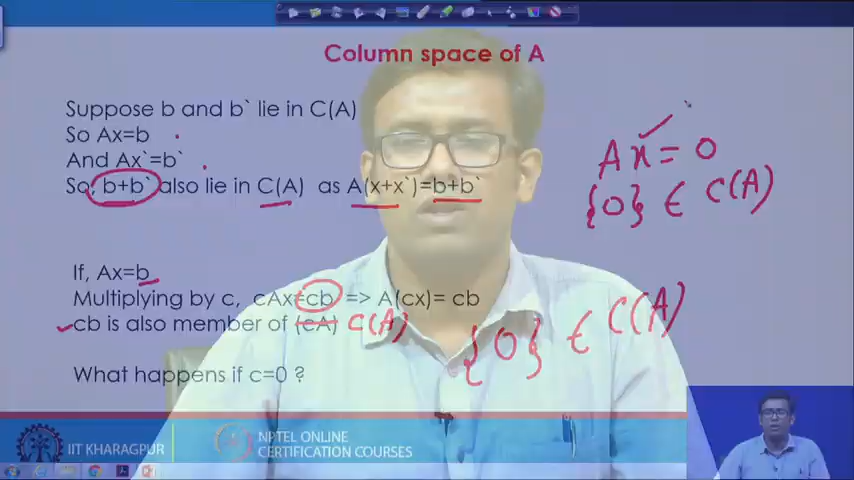 Column space of A
Suppose b and b` lie in C(A)
So Ax=b
And Ax`=b`
So, b+b` also lie in C(A) as A(x+x`)=b+b`
Ax=0
{0} ∈ C(A)
If, Ax=b
Multiplying by c, cAx=cb => A(cx)= cb
cb is also member of (cA) C(A)
{0} ∈ C(A)
What happens if c=0 ?
IIT KHARAGPUR
NPTEL ONLINE
CERTIFICATION COURSES